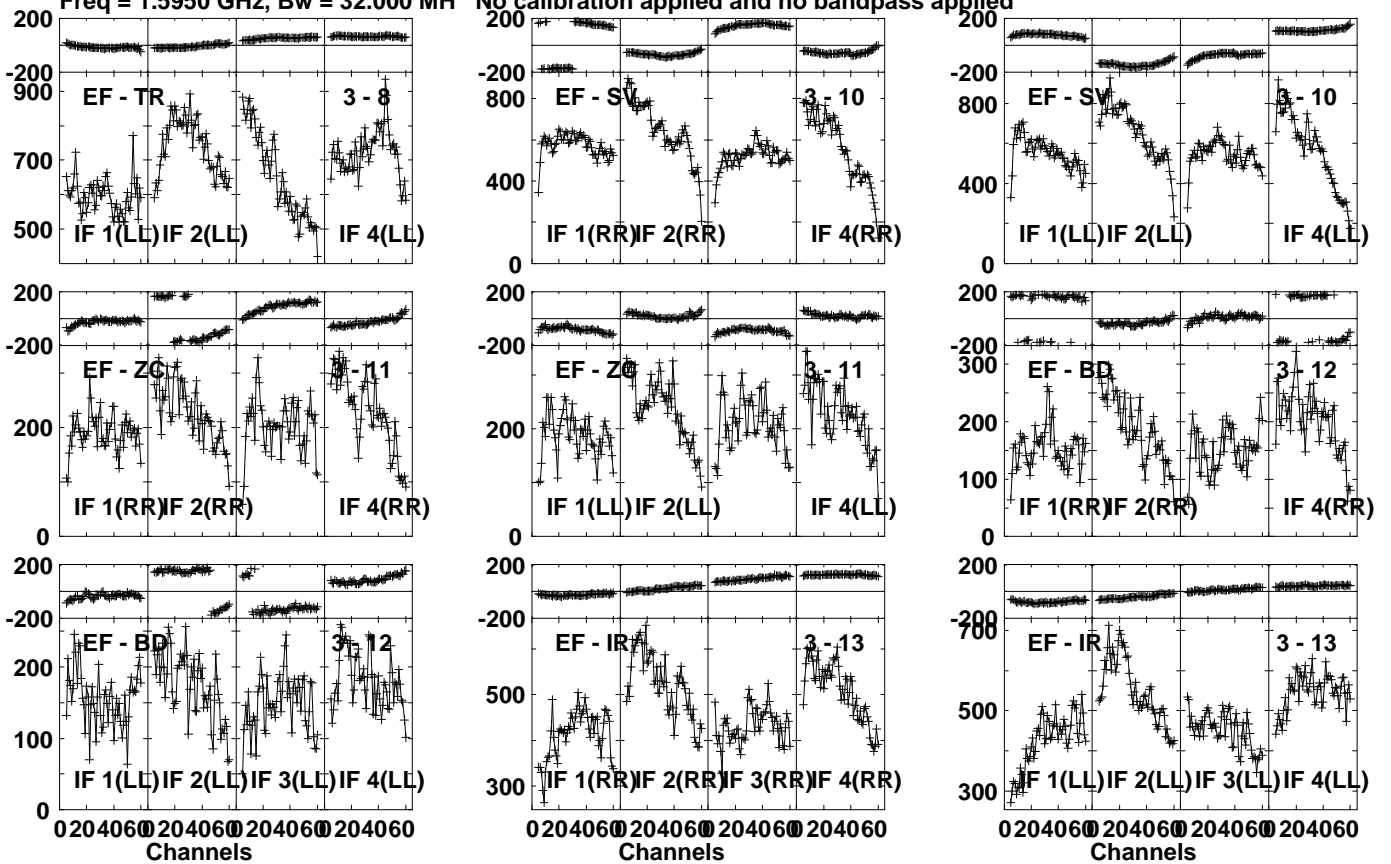 Freq = 1.5950 GHz, Bw = 32.000 MH No calibration applied and no bandpass applied
200
-200
900
700
500
EF - TR
3 - 8
IF 1(LL)
IF 2(LL)
IF 4(LL)
200
-200
800
400
0
EF - SV
3 - 10
IF 1(RR)
IF 2(RR)
IF 4(RR)
200
-200
800
400
0
EF - SV
3 - 10
IF 1(LL)
IF 2(LL)
IF 4(LL)
200
-200
200
0
EF - ZC
3 - 11
IF 1(RR)
IF 2(RR)
IF 4(RR)
200
-200
200
0
EF - ZC
3 - 11
IF 1(LL)
IF 2(LL)
IF 4(LL)
200
-200
300
200
100
0
EF - BD
3 - 12
IF 1(RR)
IF 2(RR)
IF 4(RR)
200
-200
200
100
0
EF - BD
3 - 12
IF 1(LL)
IF 2(LL)
IF 3(LL)
IF 4(LL)
0 20 40 60 0 20 40 60 0 20 40 60 0 20 40 60
Channels
200
-200
500
300
EF - IR
3 - 13
IF 1(RR)
IF 2(RR)
IF 3(RR)
IF 4(RR)
0 20 40 60 0 20 40 60 0 20 40 60 0 20 40 60
Channels
200
-200
700
500
300
EF - IR
3 - 13
IF 1(LL)
IF 2(LL)
IF 3(LL)
IF 4(LL)
0 20 40 60 0 20 40 60 0 20 40 60 0 20 40 60
Channels